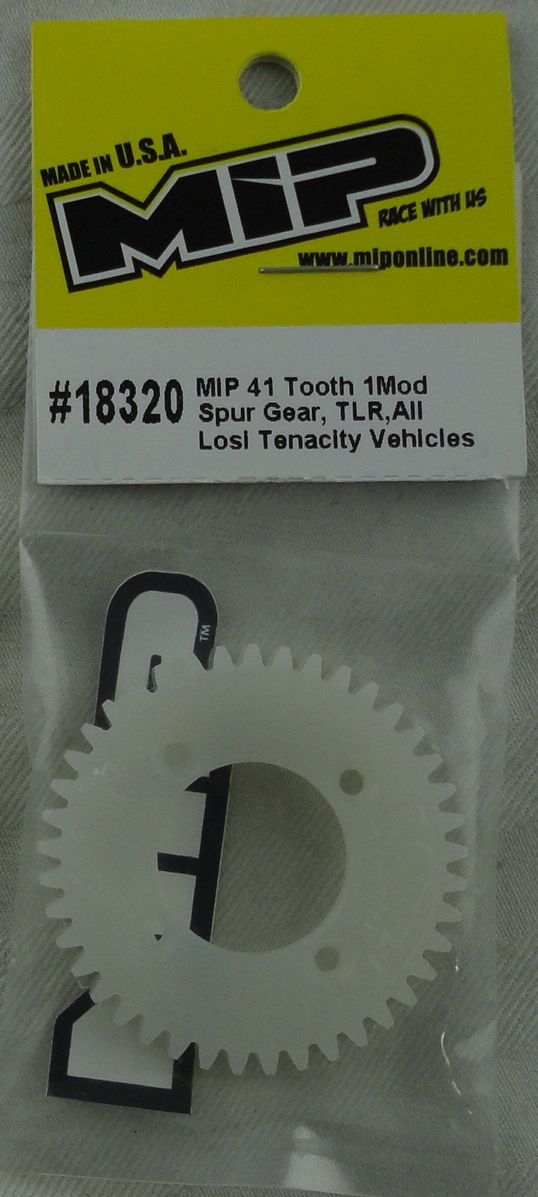 MADE IN U.S.A.
MIP
RACE WITH US
www.miponline.com
#18320
MIP 41 Tooth 1Mod
Spur Gear, TLR,All
Losi Tenacity Vehicles
TM